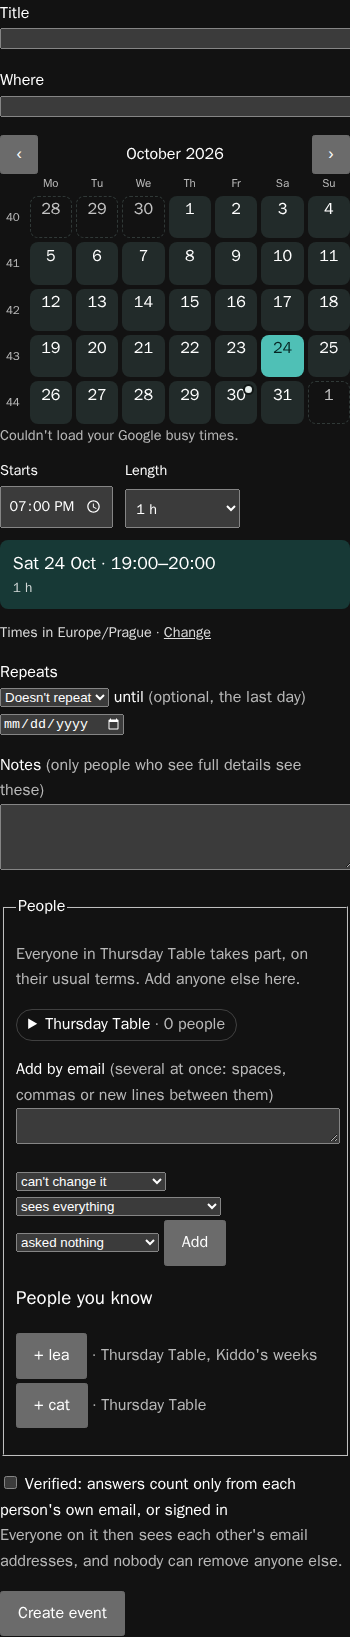 Title
Where
‹ October 2026 ›
Mo Tu We Th Fr Sa Su
40 28 29 30 1 2 3 4
41 5 6 7 8 9 10 11
42 12 13 14 15 16 17 18
43 19 20 21 22 23 24 25
44 26 27 28 29 30 31 1
Couldn't load your Google busy times.
Starts Length
07:00 PM 1 h
Sat 24 Oct · 19:00–20:00
1 h
Times in Europe/Prague · Change
Repeats
Doesn't repeat until (optional, the last day)
mm/dd/yyyy
Notes (only people who see full details see
these)
People
Everyone in Thursday Table takes part, on
their usual terms. Add anyone else here.
▶ Thursday Table · 0 people
Add by email (several at once: spaces,
commas or new lines between them)
can't change it
sees everything
asked nothing Add
People you know
+ lea · Thursday Table, Kiddo's weeks
+ cat · Thursday Table
Verified: answers count only from each
person's own email, or signed in
Everyone on it then sees each other's email
addresses, and nobody can remove anyone else.
Create event